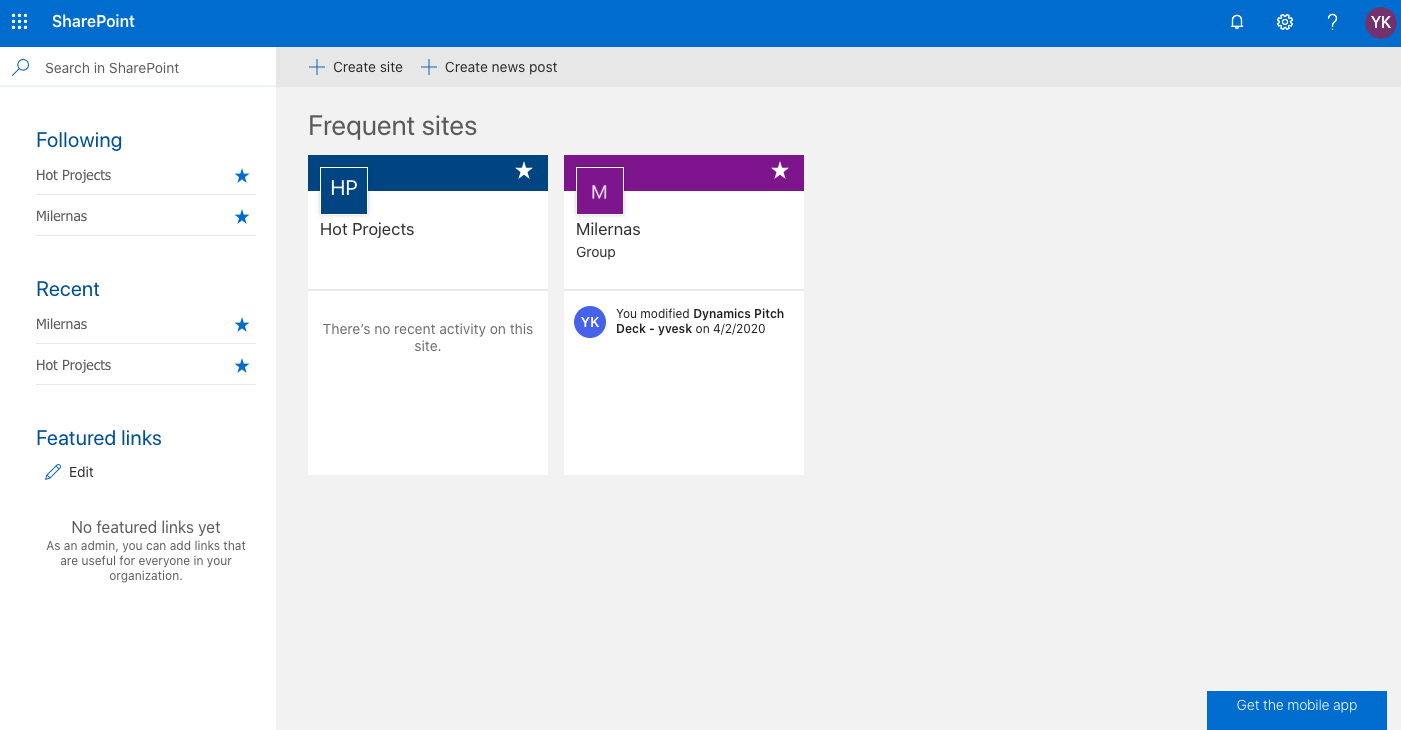 SharePoint
YK
Search in SharePoint
Create site
Create news post
Following
Hot Projects
Milernas
Recent
Milernas
Hot Projects
Featured links
Edit
No featured links yet
As an admin, you can add links that
are useful for everyone in your
organization.
Frequent sites
HP
Hot Projects
There's no recent activity on this
site.
M
Milernas
Group
YK
You modified Dynamics Pitch
Deck - yvesk on 4/2/2020
Get the mobile app